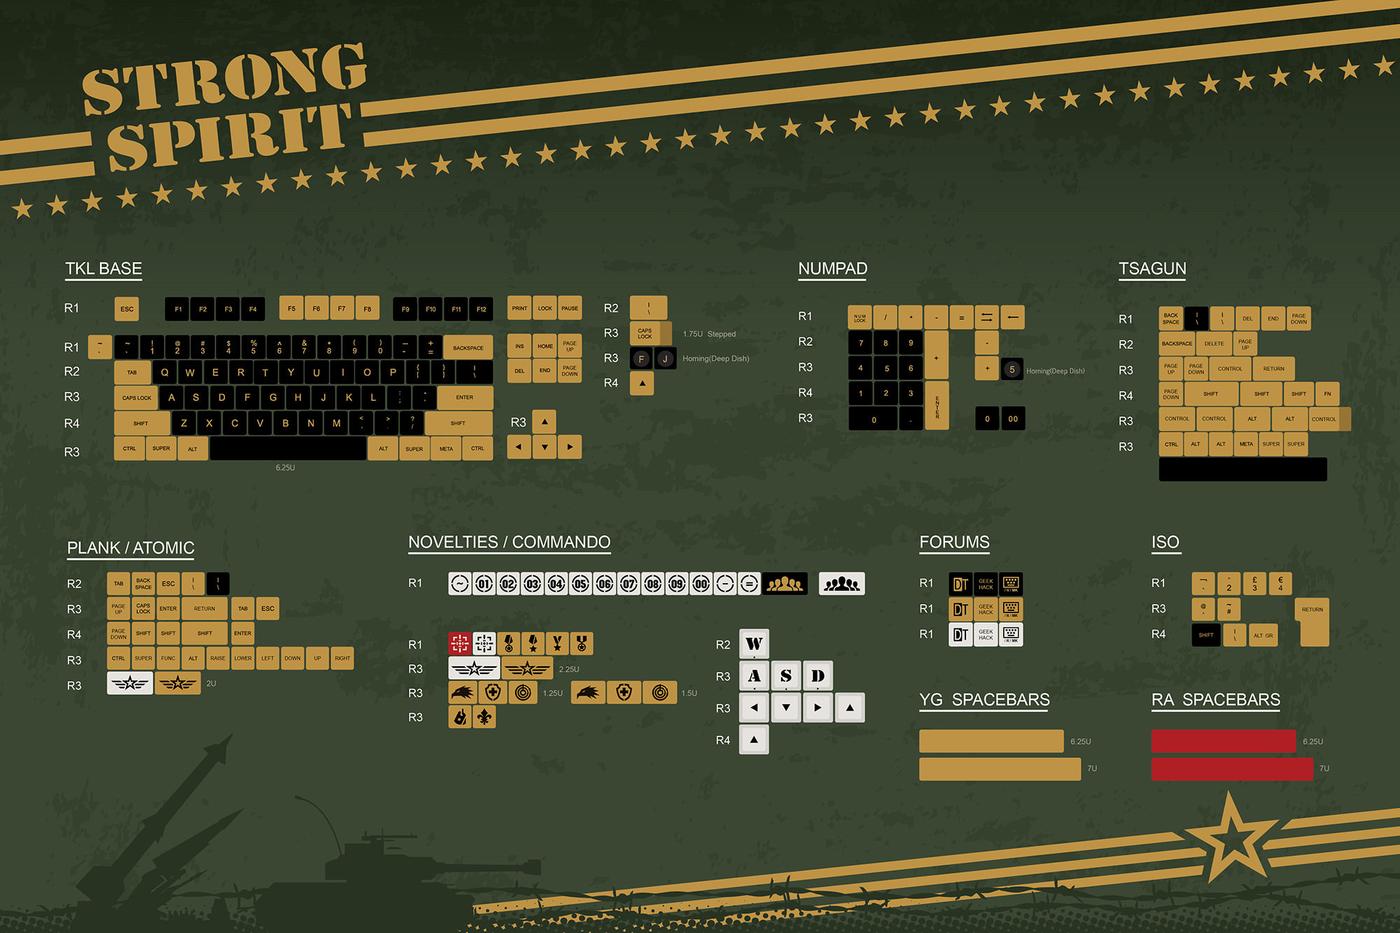 STRONG
SPIRIT
TKL BASE
R1 ESC F1 F2 F3 F4 F5 F6 F7 F8 F9 F10 F11 F12 PRINT LOCK PAUSE
R1 ~ ` ~ ` ! 1 @ 2 # 3 $ 4 % 5 ^ 6 & 7 * 8 ( 9 ) 0 — - + = BACKSPACE INS HOME PAGE UP
R2 TAB Q W E R T Y U I O P { [ } ] | \ DEL END PAGE DOWN
R3 CAPS LOCK A S D F G H J K L : ; " ' ENTER
R4 SHIFT Z X C V B N M < , > . ? / SHIFT R3 ▲
R3 CTRL SUPER ALT ALT SUPER META CTRL ◄ ▼ ►
6.25U
R2 | \
R3 CAPS LOCK 1.75U Stepped
R3 F J Homing(Deep Dish)
R4 ▲
NUMPAD
R1 NUM LOCK / * - = ←
R2 7 8 9 + -
R3 4 5 6 + 5 Homing(Deep Dish)
R4 1 2 3 ENTER
R3 0 . 0 00
TSAGUN
R1 BACK SPACE | \ | \ DEL END PAGE DOWN
R2 BACKSPACE DELETE PAGE UP
R3 PAGE UP PAGE DOWN CONTROL RETURN
R4 PAGE DOWN SHIFT SHIFT SHIFT FN
R3 CONTROL CONTROL ALT ALT CONTROL
R3 CTRL ALT ALT META SUPER SUPER
PLANK / ATOMIC
R2 TAB BACK SPACE ESC | \ | \
R3 PAGE UP CAPS LOCK ENTER RETURN TAB ESC
R4 PAGE DOWN SHIFT SHIFT SHIFT ENTER
R3 CTRL SUPER FUNC ALT RAISE LOWER LEFT DOWN UP RIGHT
R3 2U
NOVELTIES / COMMANDO
R1 ~ 01 02 03 04 05 06 07 08 09 00 - =
R1
R3 2.25U
R3 1.25U 1.5U
R3
R2 W
R3 A S D
R3 ◄ ▼ ► ▲
R4 ▲
FORUMS
R1 DT GEEK HACK /R/MK
R1 DT GEEK HACK /R/MK
R1 DT GEEK HACK /R/MK
ISO
R1 ¬ " 2 £ 3 € 4
R3 @ ' ~ # RETURN
R4 SHIFT | \ ALT GR
YG SPACEBARS
6.25U
7U
RA SPACEBARS
6.25U
7U